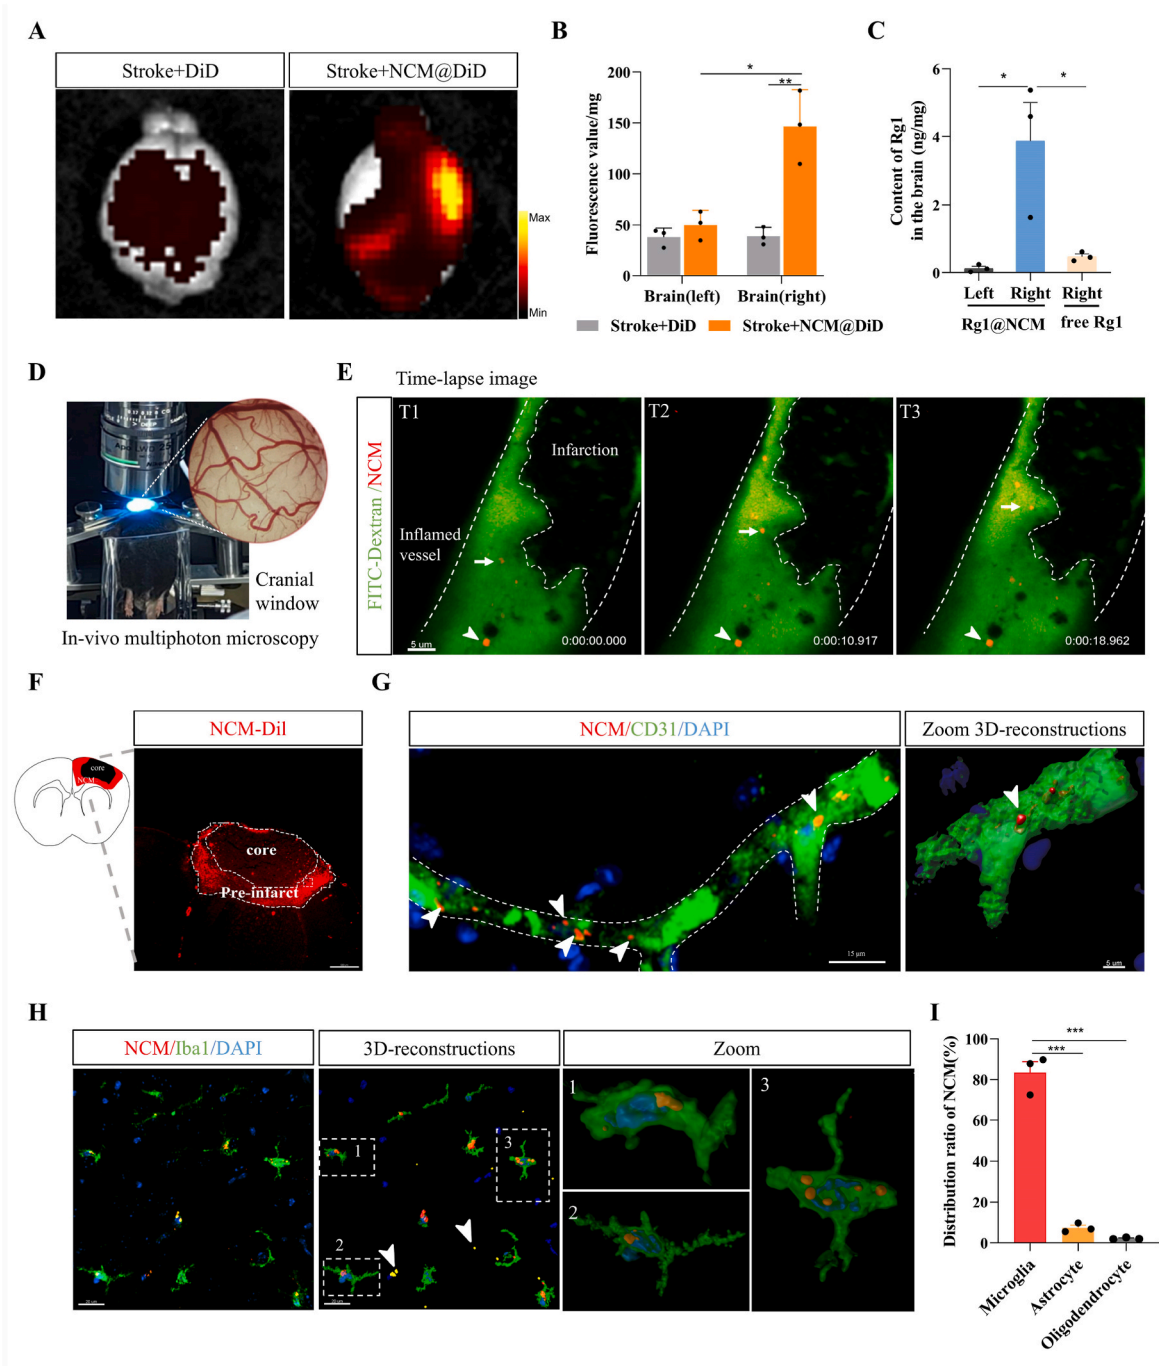 A
Stroke+DiD
Stroke+NCM@DiD
Max
Min
B
Fluorescence value/mg
200
150
100
50
0
*
**
Brain(left)
Brain(right)
Stroke+DiD
Stroke+NCM@DiD
C
Content of Rg1
in the brain (ng/mg)
6
4
2
0
*
*
Left
Right
Right
Rg1@NCM
free Rg1
D
Cranial
window
In-vivo multiphoton microscopy
E
Time-lapse image
FITC-Dextran /NCM
T1
Infarction
Inflamed
vessel
5 um
0:00:00.000
T2
0:00:10.917
T3
0:00:18.962
F
NCM-Dil
core
NCM
core
Pre-infarct
G
NCM/CD31/DAPI
15 μm
Zoom 3D-reconstructions
5 um
H
NCM/Iba1/DAPI
3D-reconstructions
Zoom
1
2
3
1
2
3
I
Distribution ratio of NCM(%)
100
80
60
40
20
0
***
***
Microglia
Astrocyte
Oligodendrocyte